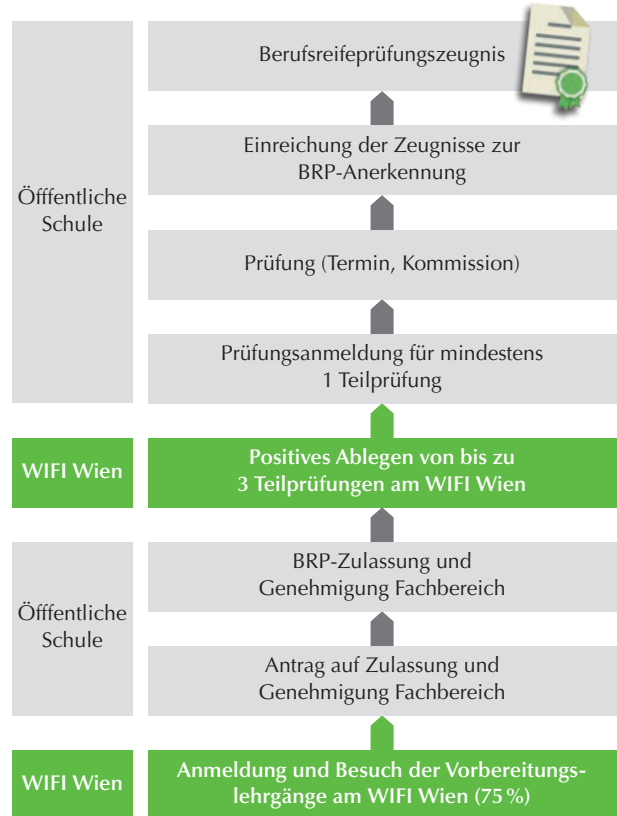 Berufsreifeprüfungszeugnis
Einreichung der Zeugnisse zur
BRP-Anerkennung
Öfffentliche
Schule
Prüfung (Termin, Kommission)
Prüfungsanmeldung für mindestens
1 Teilprüfung
WIFI Wien
Positives Ablegen von bis zu
3 Teilprüfungen am WIFI Wien
BRP-Zulassung und
Genehmigung Fachbereich
Öfffentliche
Schule
Antrag auf Zulassung und
Genehmigung Fachbereich
WIFI Wien
Anmeldung und Besuch der Vorbereitungs-
lehrgänge am WIFI Wien (75 %)